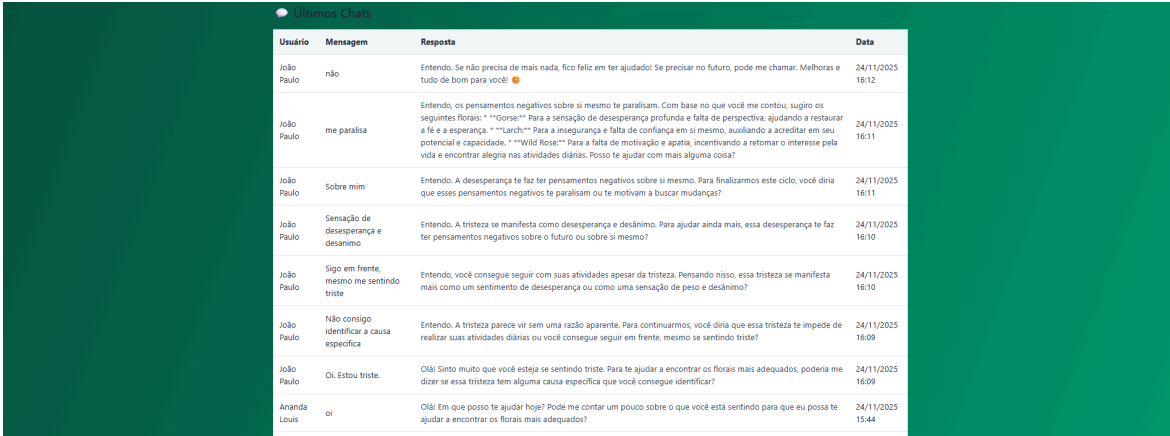 💬 Últimos Chats
Usuário Mensagem Resposta Data
João Paulo não Entendo. Se não precisa de mais nada, fico feliz em ter ajudado! Se precisar no futuro, pode me chamar. Melhoras e tudo de bom para você! 😊 24/11/2025 16:12
João Paulo me paralisa Entendo, os pensamentos negativos sobre si mesmo te paralisam. Com base no que você me contou, sugiro os seguintes florais: * **Gorse:** Para a sensação de desesperança profunda e falta de perspectiva, ajudando a restaurar a fé e a esperança. * **Larch:** Para a insegurança e falta de confiança em si mesmo, auxiliando a acreditar em seu potencial e capacidade. * **Wild Rose:** Para a falta de motivação e apatia, incentivando a retomar o interesse pela vida e encontrar alegria nas atividades diárias. Posso te ajudar com mais alguma coisa? 24/11/2025 16:11
João Paulo Sobre mim Entendo. A desesperança te faz ter pensamentos negativos sobre si mesmo. Para finalizarmos este ciclo, você diria que esses pensamentos negativos te paralisam ou te motivam a buscar mudanças? 24/11/2025 16:11
João Paulo Sensação de desesperança e desanimo Entendo. A tristeza se manifesta como desesperança e desânimo. Para ajudar ainda mais, essa desesperança te faz ter pensamentos negativos sobre o futuro ou sobre si mesmo? 24/11/2025 16:10
João Paulo Sigo em frente, mesmo me sentindo triste Entendo, você consegue seguir com suas atividades apesar da tristeza. Pensando nisso, essa tristeza se manifesta mais como um sentimento de desesperança ou como uma sensação de peso e desânimo? 24/11/2025 16:10
João Paulo Não consigo identificar a causa especifica Entendo. A tristeza parece vir sem uma razão aparente. Para continuarmos, você diria que essa tristeza te impede de realizar suas atividades diárias ou você consegue seguir em frente, mesmo se sentindo triste? 24/11/2025 16:09
João Paulo Oi. Estou triste. Olá! Sinto muito que você esteja se sentindo triste. Para te ajudar a encontrar os florais mais adequados, poderia me dizer se essa tristeza tem alguma causa específica que você consegue identificar? 24/11/2025 16:09
Ananda Louis oi Olá! Em que posso te ajudar hoje? Pode me contar um pouco sobre o que você está sentindo para que eu possa te ajudar a encontrar os florais mais adequados? 24/11/2025 15:44